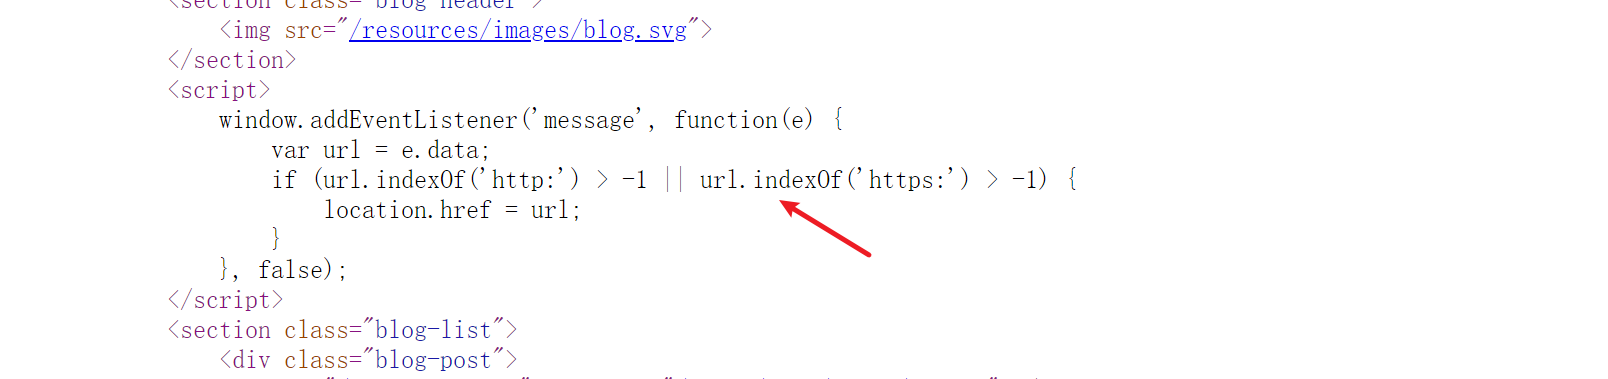 <section class="blog header">
<img src="/resources/images/blog.svg">
</section>
<script>
window.addEventListener('message', function(e) {
var url = e.data;
if (url.indexOf('http:') > -1 || url.indexOf('https:') > -1) {
location.href = url;
}
}, false);
</script>
<section class="blog-list">
<div class="blog-post">